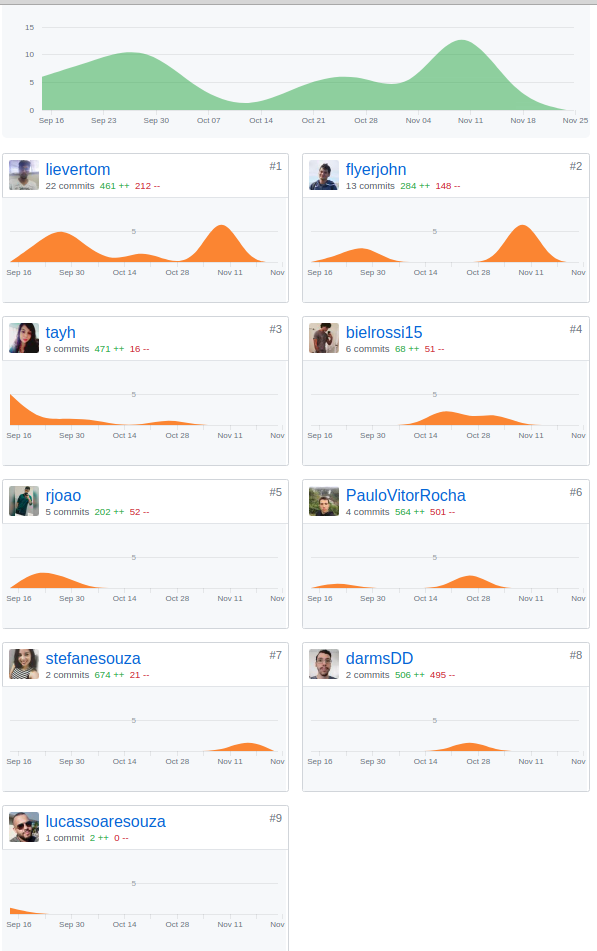 15
10
5
0
Sep 16 Sep 23 Sep 30 Oct 07 Oct 14 Oct 21 Oct 28 Nov 04 Nov 11 Nov 18 Nov 25
lievertom #1
22 commits 461 ++ 212 --
5
Sep 16 Sep 30 Oct 14 Oct 28 Nov 11 Nov
flyerjohn #2
13 commits 284 ++ 148 --
5
Sep 16 Sep 30 Oct 14 Oct 28 Nov 11 Nov
tayh #3
9 commits 471 ++ 16 --
5
Sep 16 Sep 30 Oct 14 Oct 28 Nov 11 Nov
bielrossi15 #4
6 commits 68 ++ 51 --
5
Sep 16 Sep 30 Oct 14 Oct 28 Nov 11 Nov
rjoao #5
5 commits 202 ++ 52 --
5
Sep 16 Sep 30 Oct 14 Oct 28 Nov 11 Nov
PauloVitorRocha #6
4 commits 564 ++ 501 --
5
Sep 16 Sep 30 Oct 14 Oct 28 Nov 11 Nov
stefanesouza #7
2 commits 674 ++ 21 --
5
Sep 16 Sep 30 Oct 14 Oct 28 Nov 11 Nov
darmsDD #8
2 commits 506 ++ 495 --
5
Sep 16 Sep 30 Oct 14 Oct 28 Nov 11 Nov
lucassoaresouza #9
1 commit 2 ++ 0 --
5
Sep 16 Sep 30 Oct 14 Oct 28 Nov 11 Nov